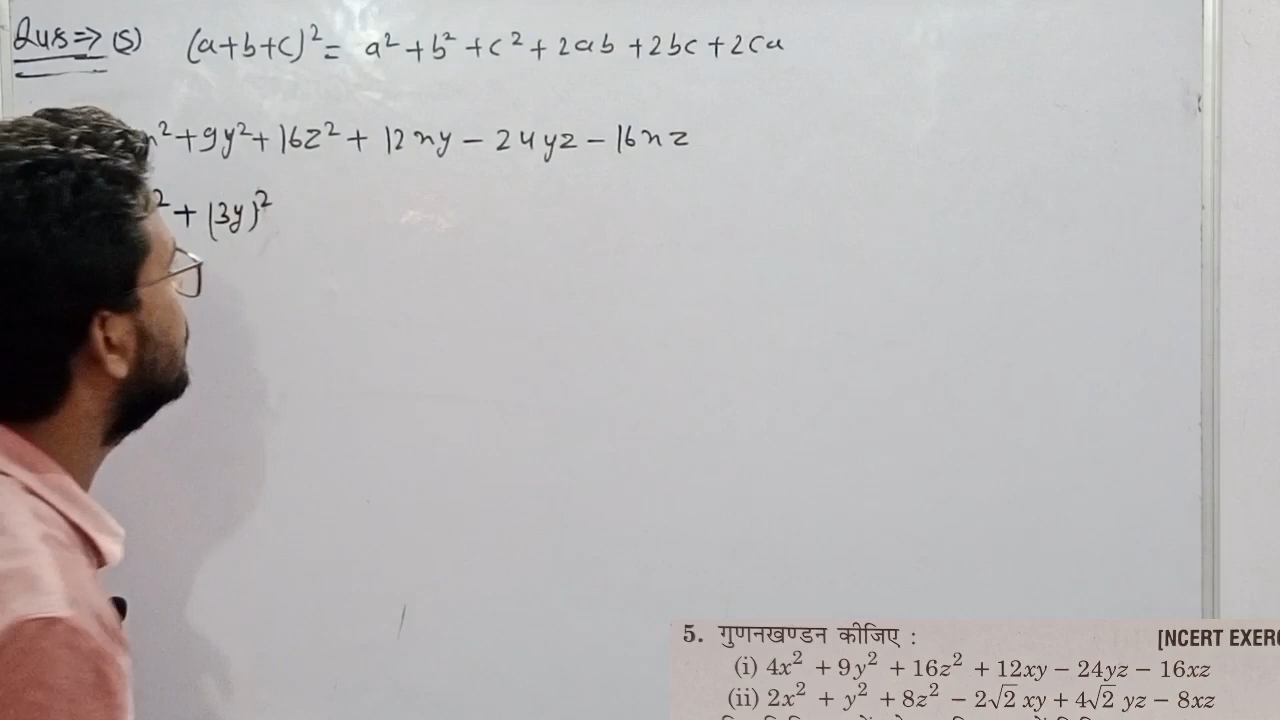 Ques⇒ (5) (a+b+c)² = a² + b² + c² + 2ab + 2bc + 2ca
x² + 9y² + 16z² + 12xy - 24yz - 16xz
² + (3y)²
5. गुणनखण्डन कीजिए : [NCERT EXER
(i) 4x² + 9y² + 16z² + 12xy − 24yz − 16xz
(ii) 2x² + y² + 8z² − 2√2 xy + 4√2 yz − 8xz